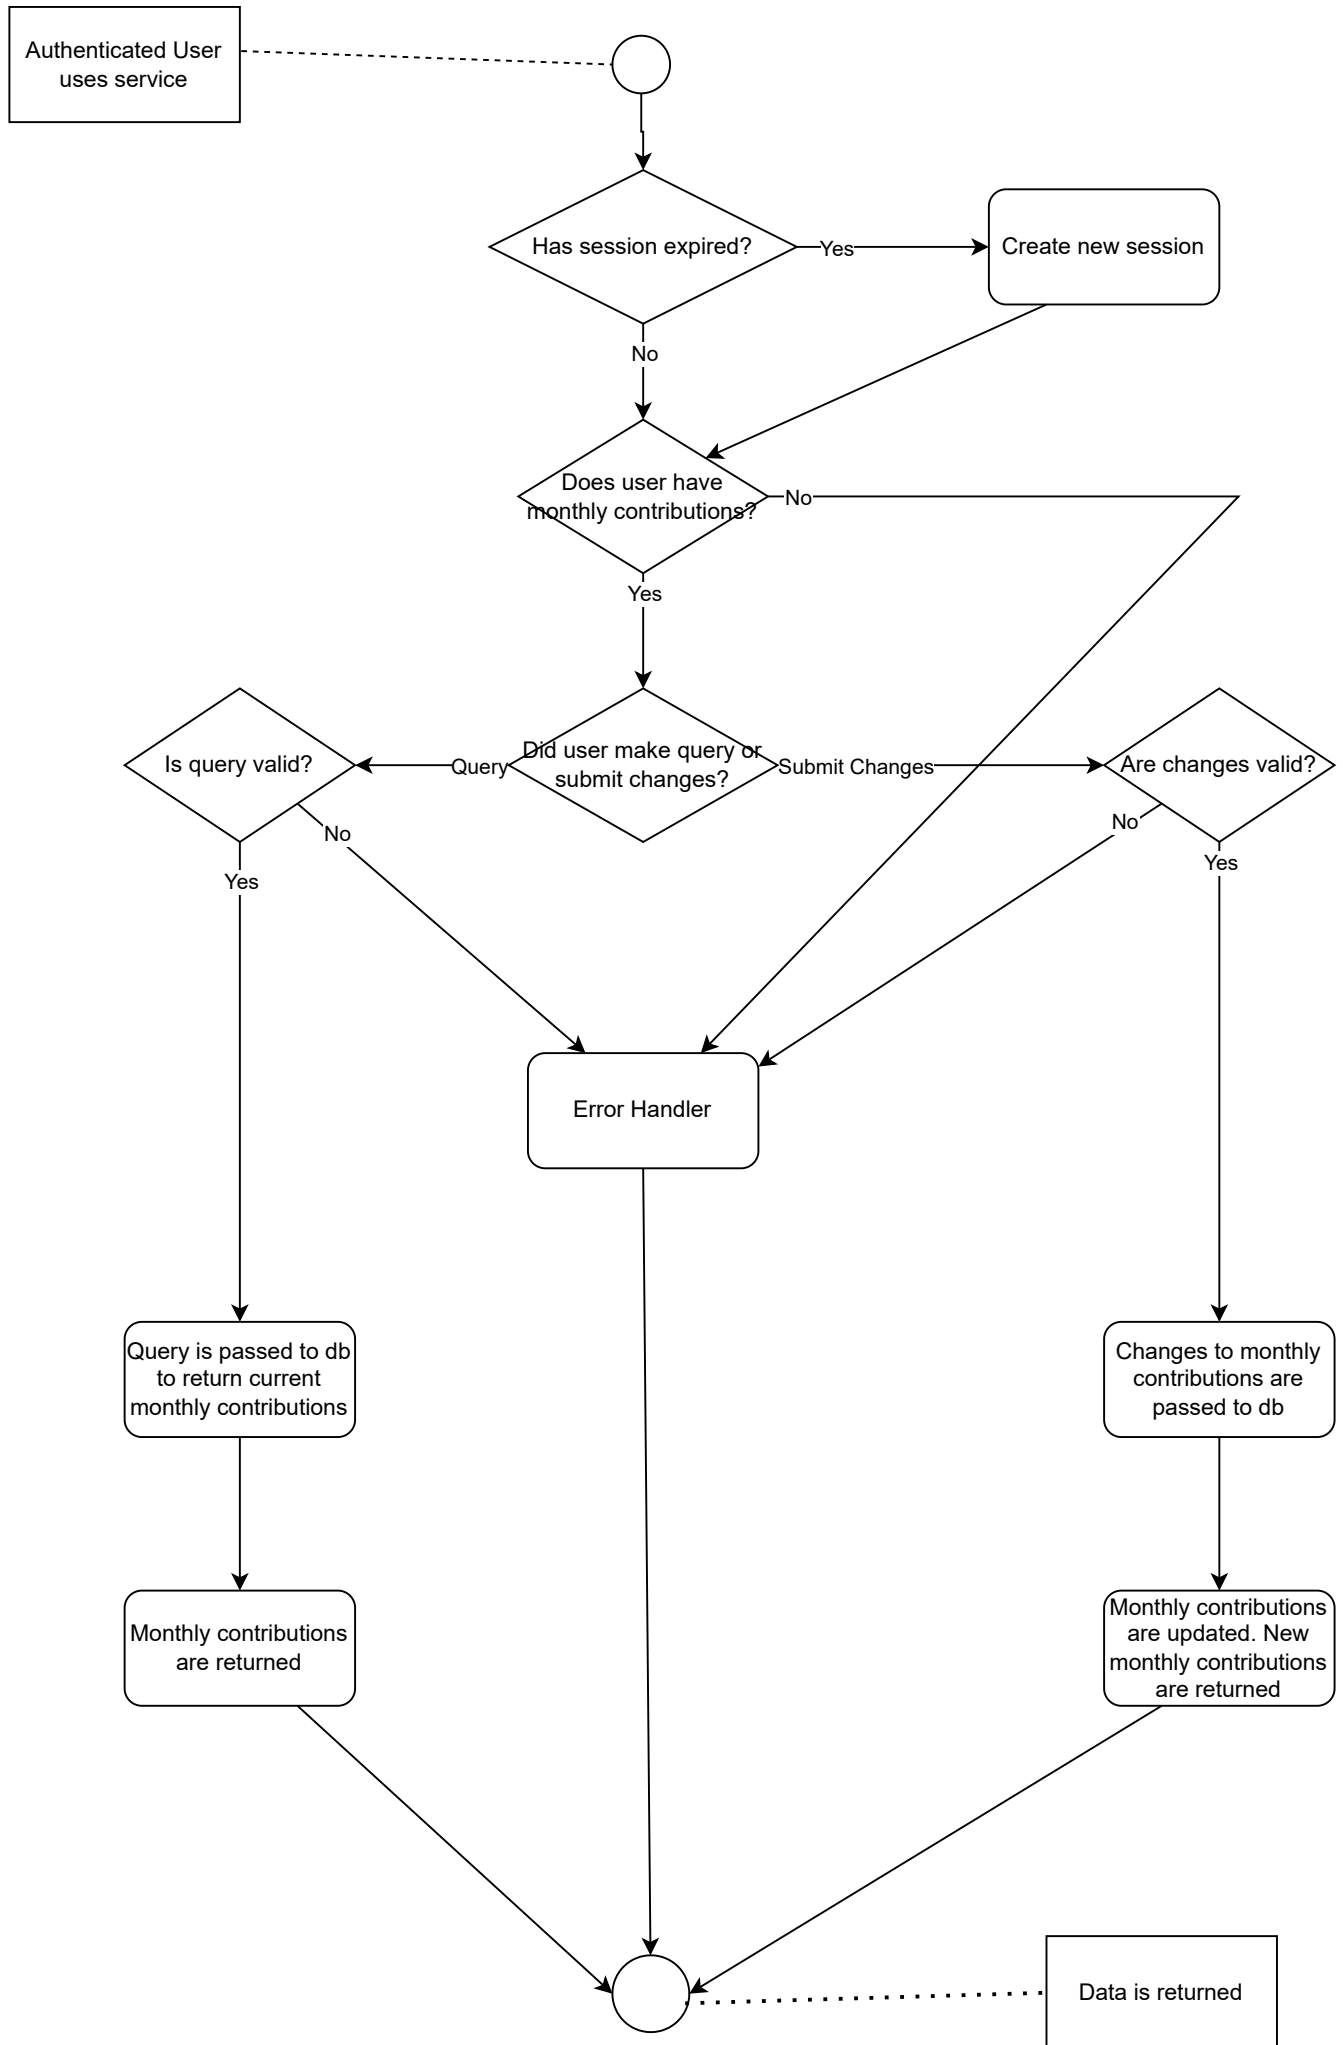 Authenticated User
uses service
Has session expired?
Yes
Create new session
No
Does user have
monthly contributions?
No
Yes
Is query valid?
Query
Did user make query or
submit changes?
Submit Changes
Are changes valid?
No
No
Yes
Yes
Error Handler
Query is passed to db
to return current
monthly contributions
Changes to monthly
contributions are
passed to db
Monthly contributions
are returned
Monthly contributions
are updated. New
monthly contributions
are returned
Data is returned